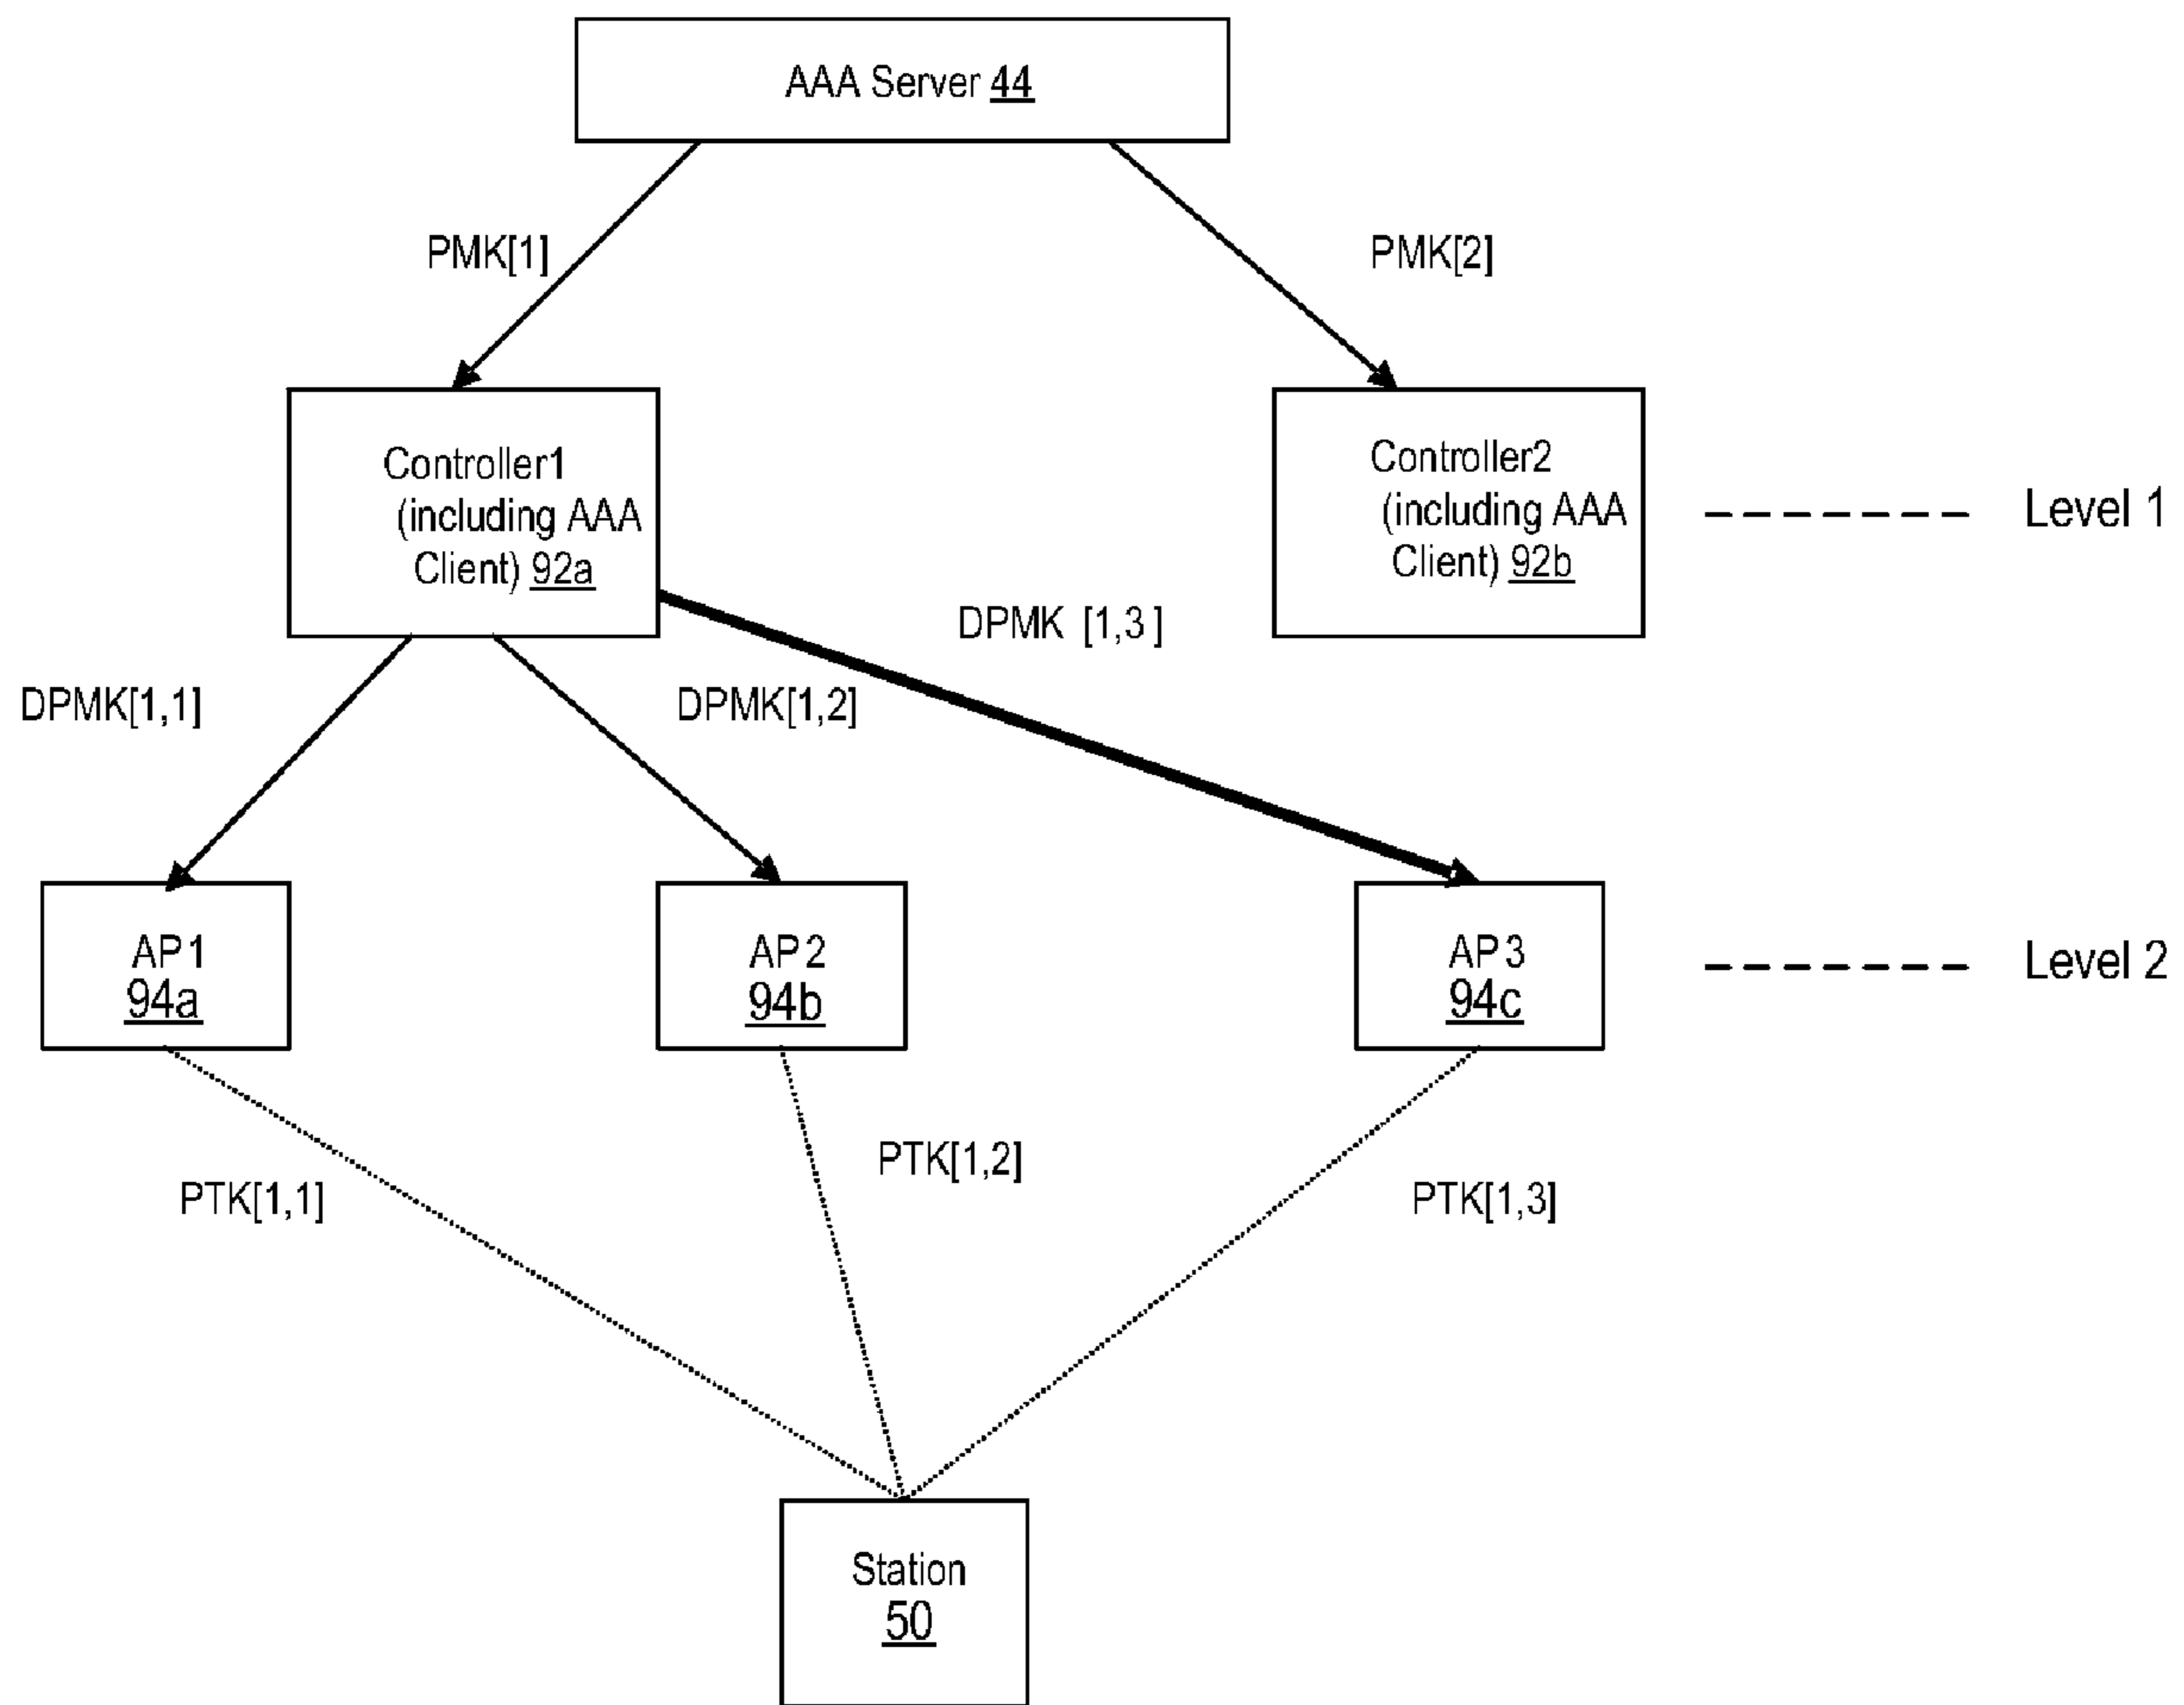 AAA Server 44
PMK[1]
PMK[2]
Controller1
(including AAA
Client) 92a
Controller2
(including AAA
Client) 92b
Level 1
DPMK [1,3 ]
DPMK[1,1]
DPMK[1,2]
AP1
94a
AP2
94b
AP3
94c
Level 2
PTK[1,1]
PTK[1,2]
PTK[1,3]
Station
50